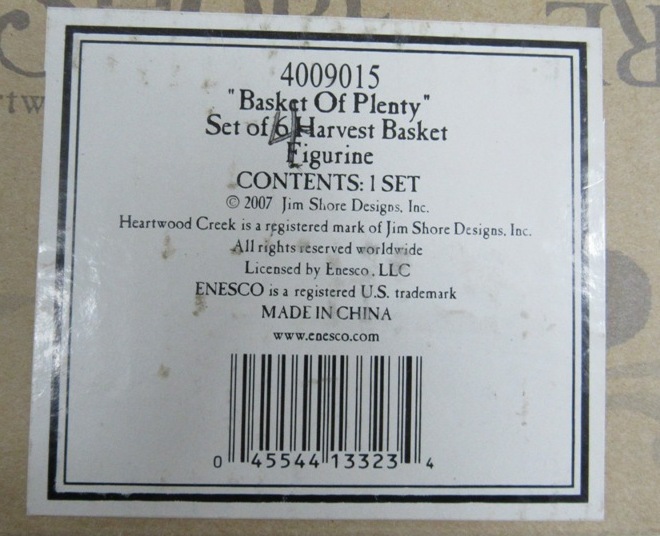 4009015
"Basket Of Plenty"
Set of 6 Harvest Basket
4
Figurine
CONTENTS: 1 SET
© 2007 Jim Shore Designs, Inc.
Heartwood Creek is a registered mark of Jim Shore Designs, Inc.
All rights reserved worldwide
Licensed by Enesco, LLC
ENESCO is a registered U.S. trademark
MADE IN CHINA
www.enesco.com
0 45544 13323 4